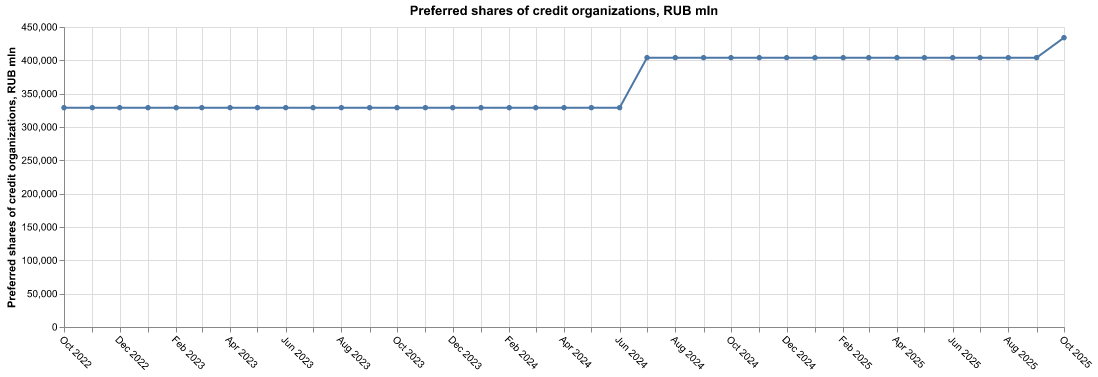 Preferred shares of credit organizations, RUB mln
Preferred shares of credit organizations, RUB mln
450,000
400,000
350,000
300,000
250,000
200,000
150,000
100,000
50,000
0
Oct 2022
Dec 2022
Feb 2023
Apr 2023
Jun 2023
Aug 2023
Oct 2023
Dec 2023
Feb 2024
Apr 2024
Jun 2024
Aug 2024
Oct 2024
Dec 2024
Feb 2025
Apr 2025
Jun 2025
Aug 2025
Oct 2025